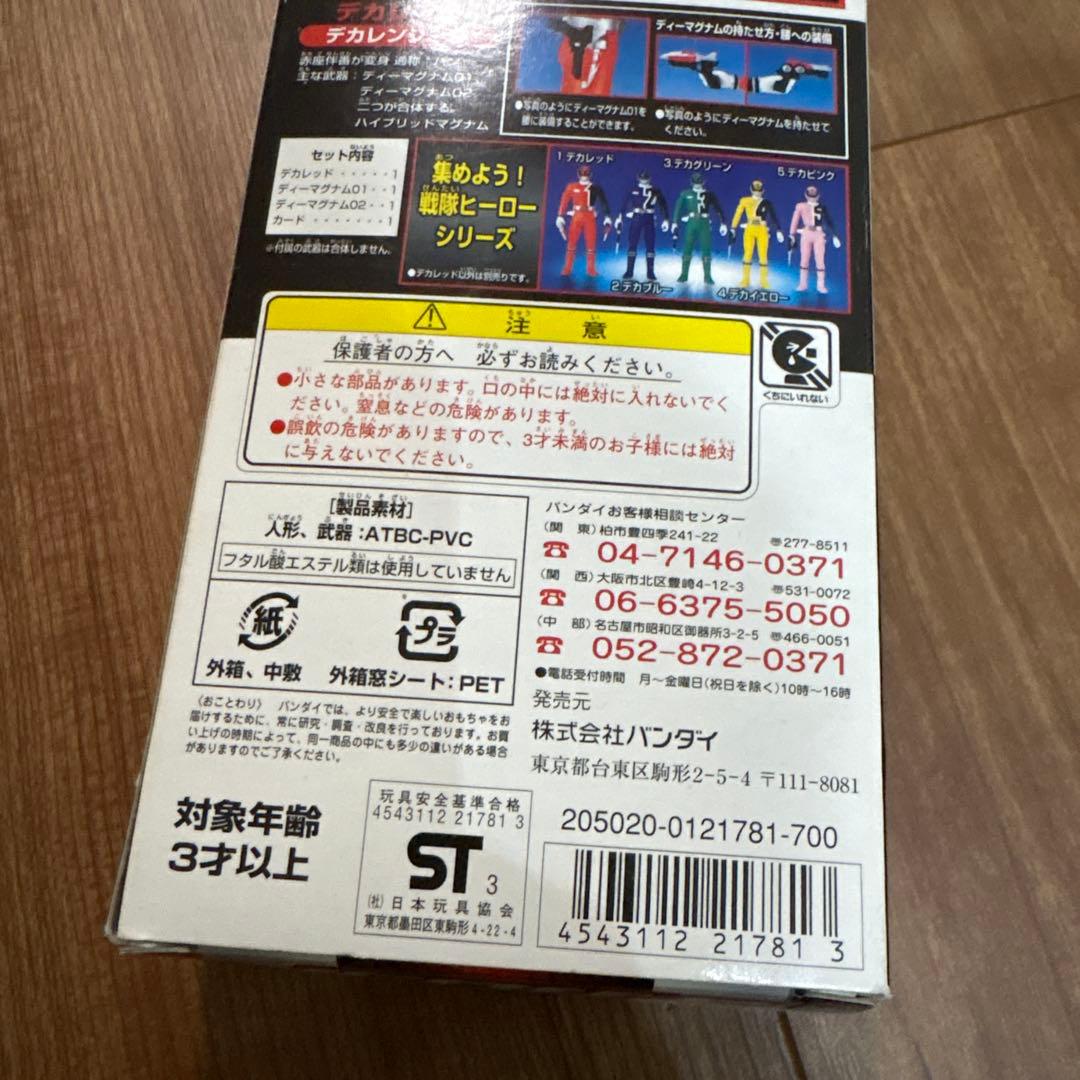 デカレンジ
赤座伴番が変身 通称
主な武器：ディーマグナム01
ディーマグナム02
二つが合体する。
ハイブリッドマグナム
ディーマグナムの持たせ方・腰への装備
●写真のようにディーマグナム01を
腰に装備することができます。
●写真のようにディーマグナムを持たせて
ください。
セット内容
デカレッド・・・・・1
ディーマグナム01・・1
ディーマグナム02・・1
カード・・・・・・・1
※付属の武器は合体しません。
集めよう！
戦隊ヒーロー
シリーズ
●デカレッド以外は別売りです。
1.デカレッド
3.デカグリーン
5.デカピンク
2.デカブルー
4.デカイエロー
注意
保護者の方へ 必ずお読みください。
●小さな部品があります。口の中には絶対に入れないでく
ださい。窒息などの危険があります。
●誤飲の危険がありますので、3才未満のお子様には絶対
に与えないでください。
くちにいれない
[製品素材]
人形、武器：ATBC-PVC
フタル酸エステル類は使用していません
紙
外箱、中敷
プラ
外箱窓シート：PET
バンダイお客様相談センター
（関 東）柏市豊四季241-22 〠277-8511
☎ 04-7146-0371
（関 西）大阪市北区豊崎4-12-3 〠531-0072
☎ 06-6375-5050
（中 部）名古屋市昭和区御器所3-2-5 〠466-0051
☎ 052-872-0371
●電話受付時間 月〜金曜日(祝日を除く)10時〜16時
発売元
株式会社バンダイ
東京都台東区駒形2-5-4 〒111-8081
〈おことわり〉 バンダイでは、より安全で楽しいおもちゃをお
届けするために、常に研究・調査・改良を行っております。お買
い上げの時期によって、同一商品の中にも多少の違いがある場合
がありますのでご了承ください。
対象年齢
3才以上
玩具安全基準合格
4543112 21781 3
ST 3
（社）日本玩具協会
東京都墨田区東駒形4-22-4
205020-0121781-700
4543112 21781 3